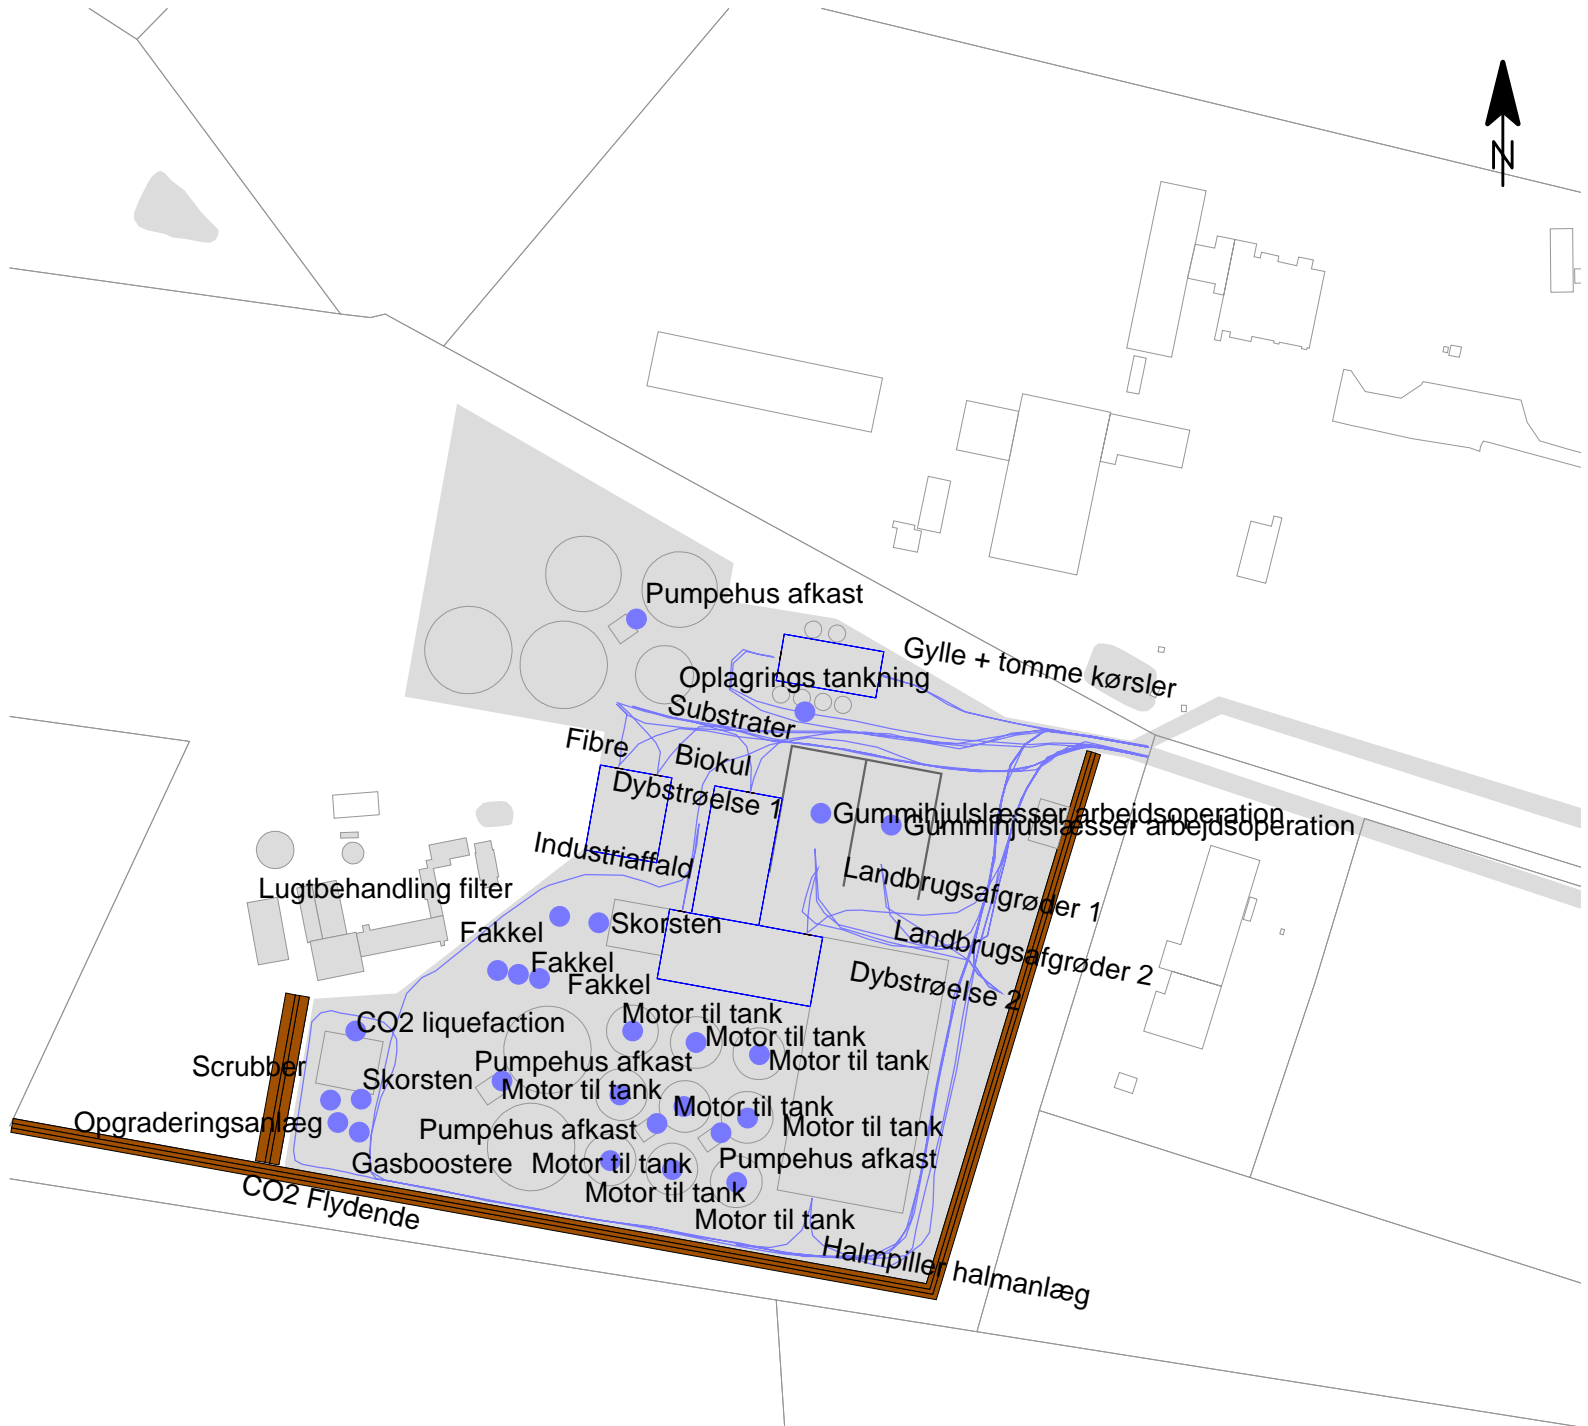 N
Pumpehus afkast
Gylle + tomme kørsler
Oplagrings tankning
Substrater
Fibre
Biokul
Dybstrøelse 1
Gummihjulslæsser arbejdsoperation
Gummihjulslæsser arbejdsoperation
Industriaffald
Landbrugsafgrøder 1
Lugtbehandling filter
Skorsten
Fakkel
Landbrugsafgrøder 2
Fakkel
Fakkel
Dybstrøelse 2
Motor til tank
CO2 liquefaction
Motor til tank
Motor til tank
Scrubber
Pumpehus afkast
Skorsten
Motor til tank
Motor til tank
Opgraderingsanlæg
Pumpehus afkast
Motor til tank
Gasboostere
Motor til tank
Pumpehus afkast
CO2 Flydende
Motor til tank
Motor til tank
Halmpiller halmanlæg